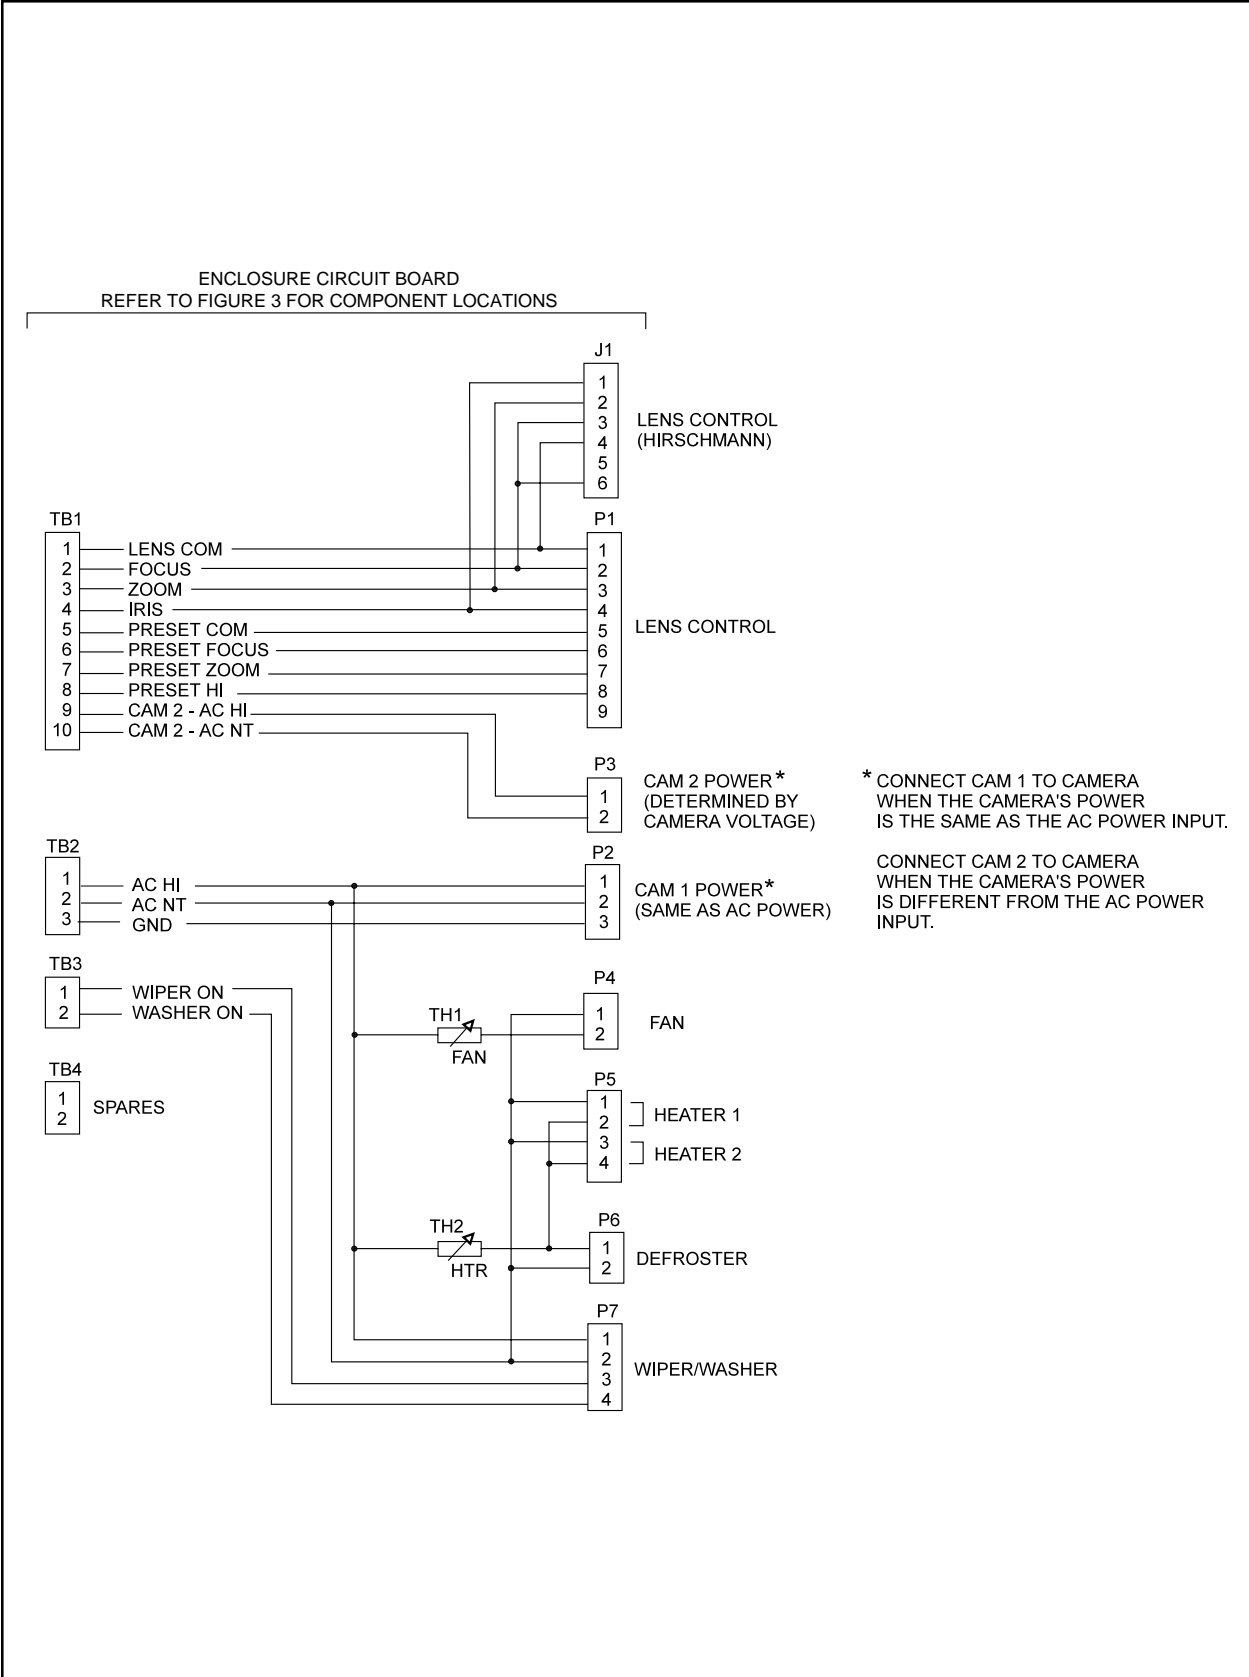 ENCLOSURE CIRCUIT BOARD
REFER TO FIGURE 3 FOR COMPONENT LOCATIONS
J1
1
2
3
4
5
6
LENS CONTROL
(HIRSCHMANN)
TB1
1
2
3
4
5
6
7
8
9
10
LENS COM
FOCUS
ZOOM
IRIS
PRESET COM
PRESET FOCUS
PRESET ZOOM
PRESET HI
CAM 2 - AC HI
CAM 2 - AC NT
P1
1
2
3
4
5
6
7
8
9
LENS CONTROL
P3
1
2
CAM 2 POWER*
(DETERMINED BY
CAMERA VOLTAGE)
* CONNECT CAM 1 TO CAMERA
WHEN THE CAMERA'S POWER
IS THE SAME AS THE AC POWER INPUT.
CONNECT CAM 2 TO CAMERA
WHEN THE CAMERA'S POWER
IS DIFFERENT FROM THE AC POWER
INPUT.
TB2
1
2
3
AC HI
AC NT
GND
P2
1
2
3
CAM 1 POWER*
(SAME AS AC POWER)
TB3
1
2
WIPER ON
WASHER ON
P4
1
2
FAN
TH1
FAN
TB4
1
2
SPARES
P5
1
2
3
4
HEATER 1
HEATER 2
TH2
HTR
P6
1
2
DEFROSTER
P7
1
2
3
4
WIPER/WASHER